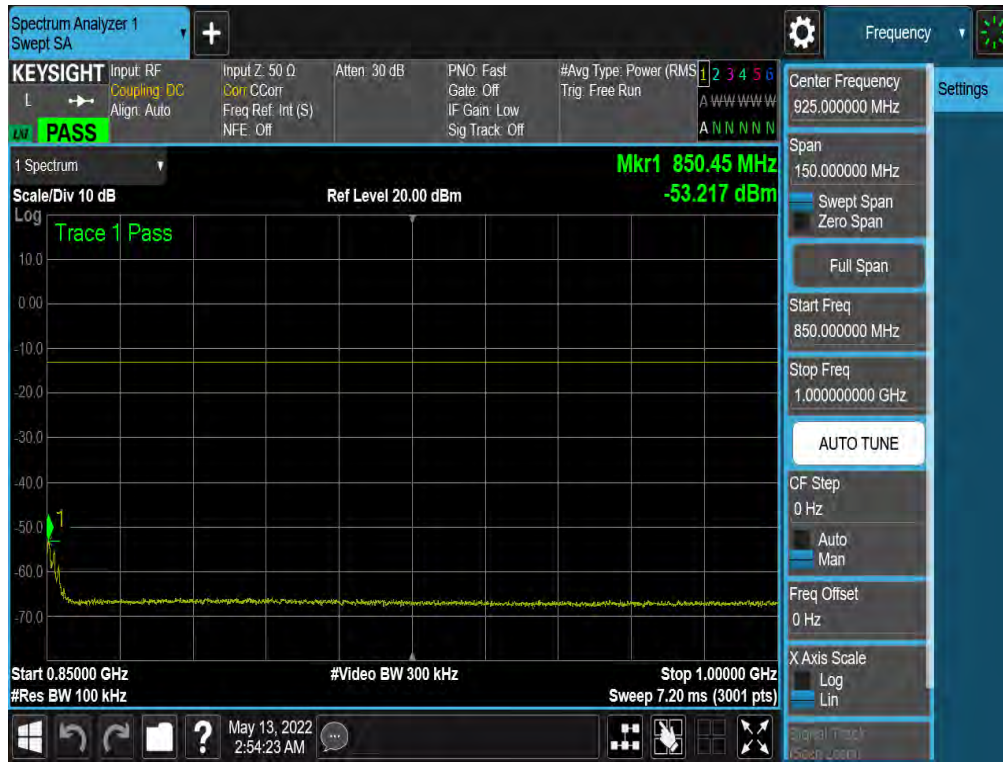 Spectrum Analyzer 1
Swept SA
+
Frequency
KEYSIGHT
L
LXI PASS
Input: RF
Coupling: DC
Align: Auto
Input Z: 50 Ω
Corr CCorr
Freq Ref: Int (S)
NFE: Off
Atten: 30 dB
PNO: Fast
Gate: Off
IF Gain: Low
Sig Track: Off
#Avg Type: Power (RMS
Trig: Free Run
1 2 3 4 5 6
A W W W W W
A N N N N N
1 Spectrum
Scale/Div 10 dB
Ref Level 20.00 dBm
Mkr1 850.45 MHz
-53.217 dBm
Log
Trace 1 Pass
10.0
0.00
-10.0
-20.0
-30.0
-40.0
-50.0
-60.0
-70.0
1
Start 0.85000 GHz
#Video BW 300 kHz
Stop 1.00000 GHz
#Res BW 100 kHz
Sweep 7.20 ms (3001 pts)
?
May 13, 2022
2:54:23 AM
Center Frequency
925.000000 MHz
Settings
Span
150.000000 MHz
Swept Span
Zero Span
Full Span
Start Freq
850.000000 MHz
Stop Freq
1.000000000 GHz
AUTO TUNE
CF Step
0 Hz
Auto
Man
Freq Offset
0 Hz
X Axis Scale
Log
Lin
Signal Track
(Span Zoom)